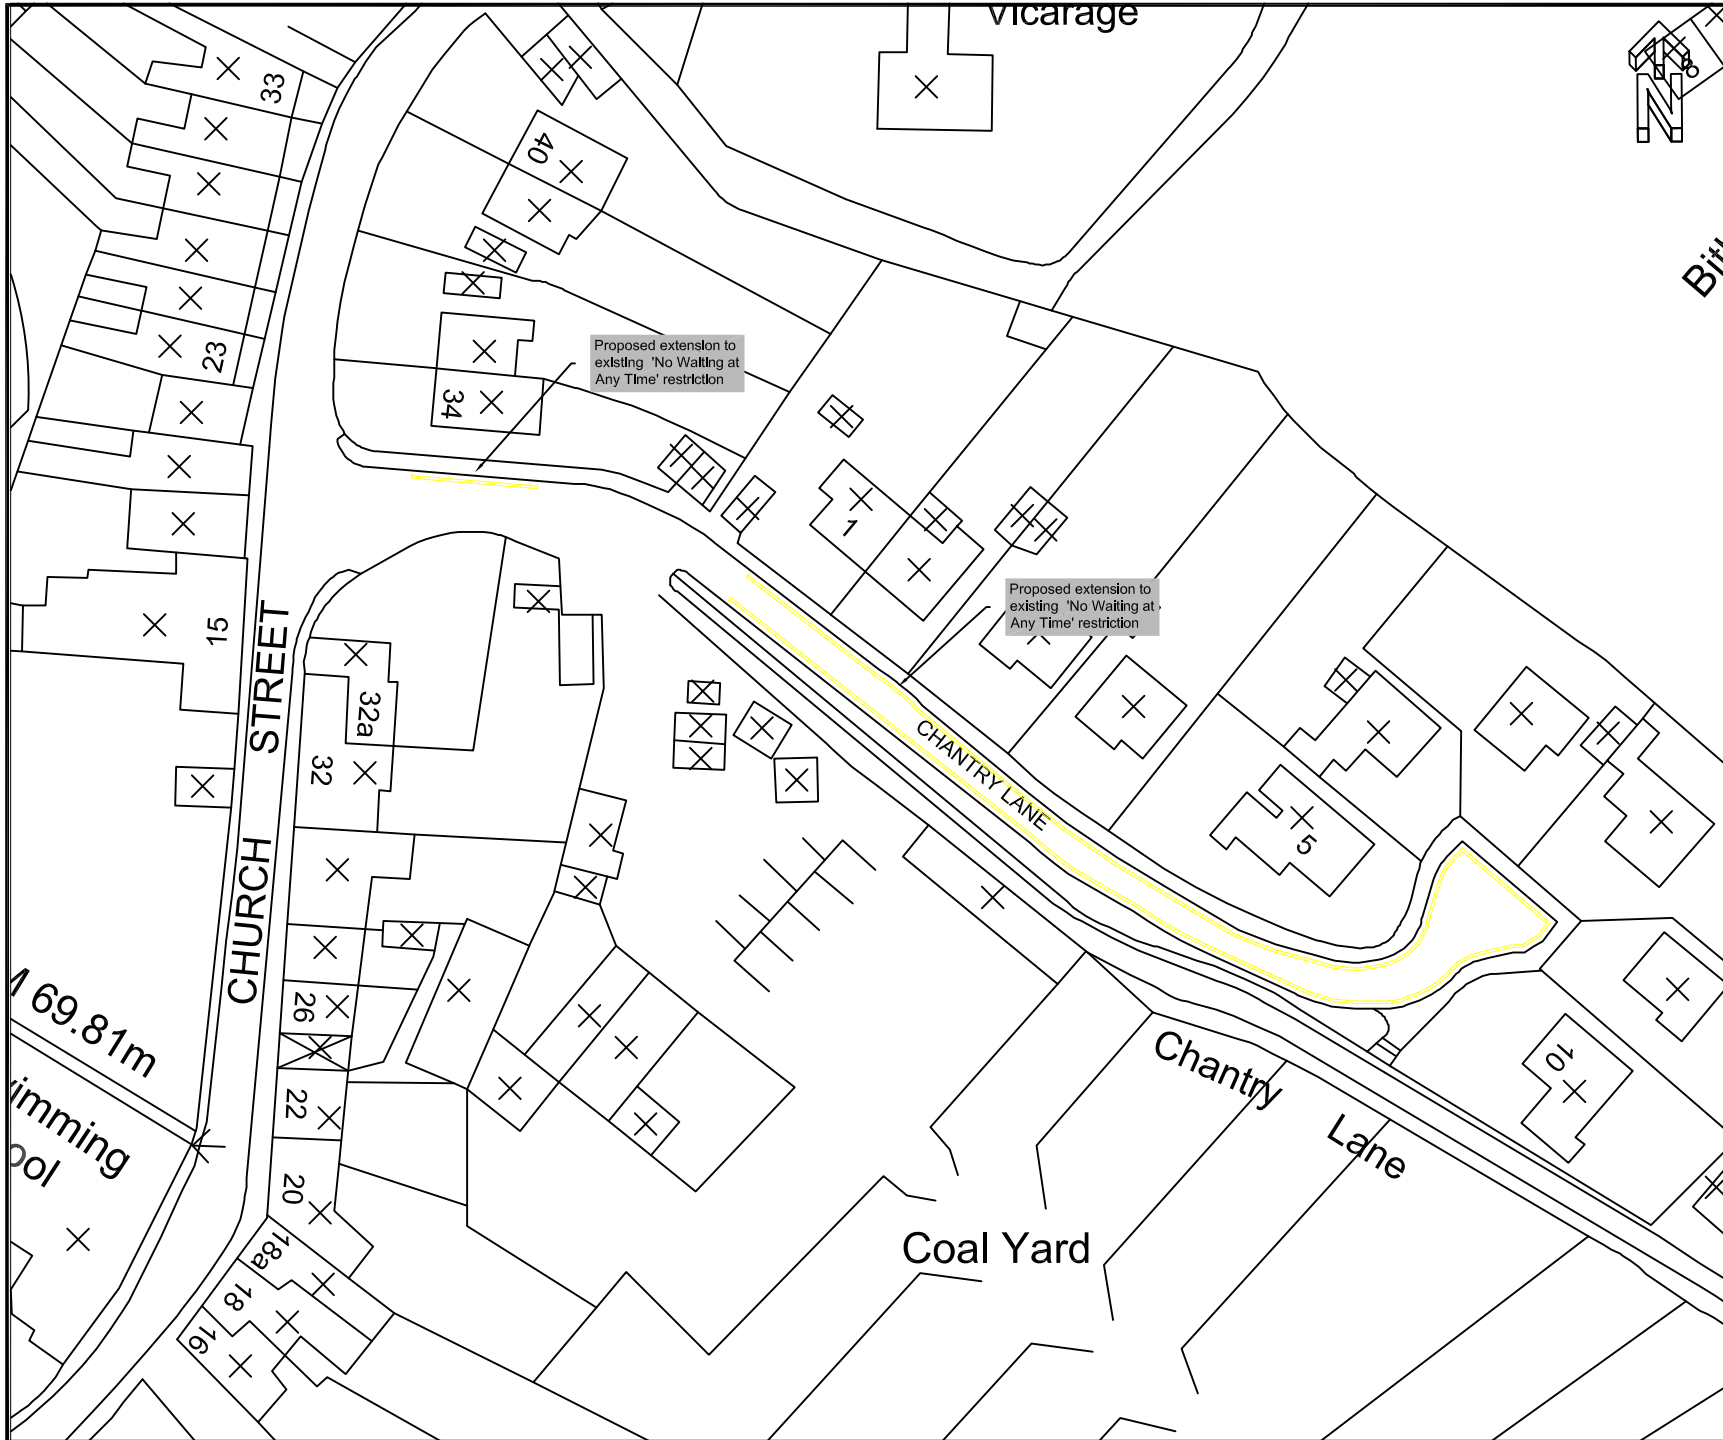 Vicarage
33
8
N
40
23
34
Proposed extension to
existing 'No Waiting at
Any Time' restriction
1
Proposed extension to
existing 'No Waiting at
Any Time' restriction
15
CHURCH STREET
32a
32
CHANTRY LANE
5
26
69.81m
22
Chantry Lane
10
20
Coal Yard
18a
18
16